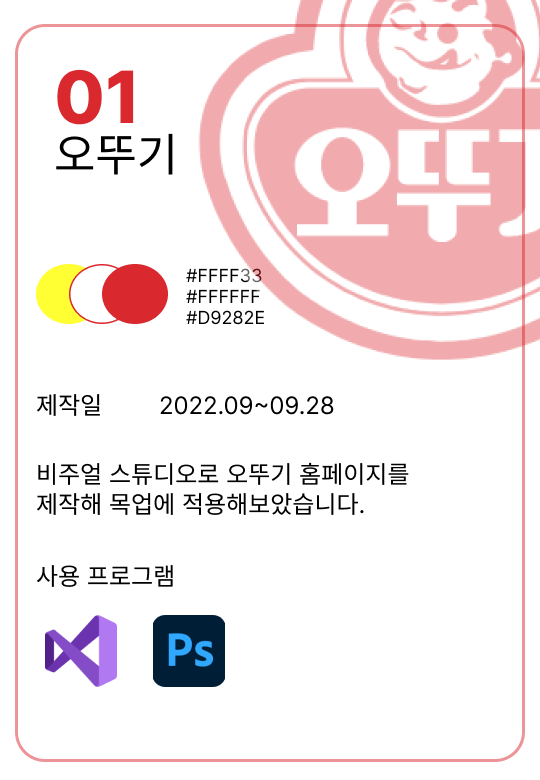 01
오뚜기
오뚜기
#FFFF33
#FFFFFF
#D9282E
제작일 2022.09~09.28
비주얼 스튜디오로 오뚜기 홈페이지를
제작해 목업에 적용해보았습니다.
사용 프로그램
Ps